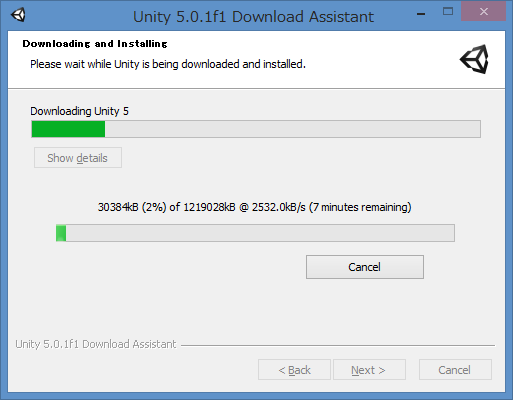 Unity 5.0.1f1 Download Assistant
Downloading and Installing
Please wait while Unity is being downloaded and installed.
Downloading Unity 5
Show details
30384kB (2%) of 1219028kB @ 2532.0kB/s (7 minutes remaining)
Cancel
Unity 5.0.1f1 Download Assistant
< Back Next > Cancel